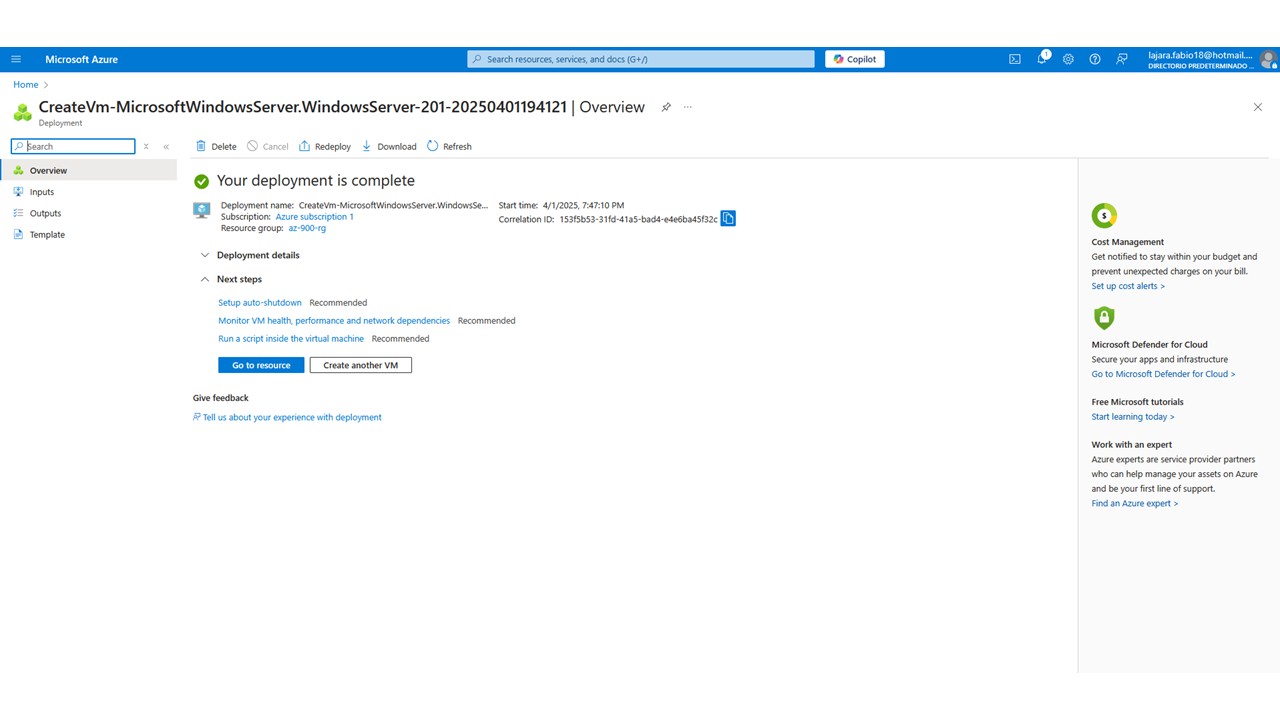 Microsoft Azure
Search resources, services, and docs (G+/)
Copilot
1
lajara.fabio18@hotmail....
DIRECTORIO PREDETERMINADO ...
Home
CreateVm-MicrosoftWindowsServer.WindowsServer-201-20250401194121 | Overview
...
Deployment
Search
Delete
Cancel
Redeploy
Download
Refresh
Overview
Inputs
Outputs
Template
Your deployment is complete
Deployment name: CreateVm-MicrosoftWindowsServer.WindowsSe...
Subscription: Azure subscription 1
Resource group: az-900-rg
Start time: 4/1/2025, 7:47:10 PM
Correlation ID: 153f5b53-31fd-41a5-bad4-e4e6ba45f32c
Deployment details
Next steps
Setup auto-shutdown Recommended
Monitor VM health, performance and network dependencies Recommended
Run a script inside the virtual machine Recommended
Go to resource
Create another VM
Give feedback
Tell us about your experience with deployment
Cost Management
Get notified to stay within your budget and
prevent unexpected charges on your bill.
Set up cost alerts >
Microsoft Defender for Cloud
Secure your apps and infrastructure
Go to Microsoft Defender for Cloud >
Free Microsoft tutorials
Start learning today >
Work with an expert
Azure experts are service provider partners
who can help manage your assets on Azure
and be your first line of support.
Find an Azure expert >